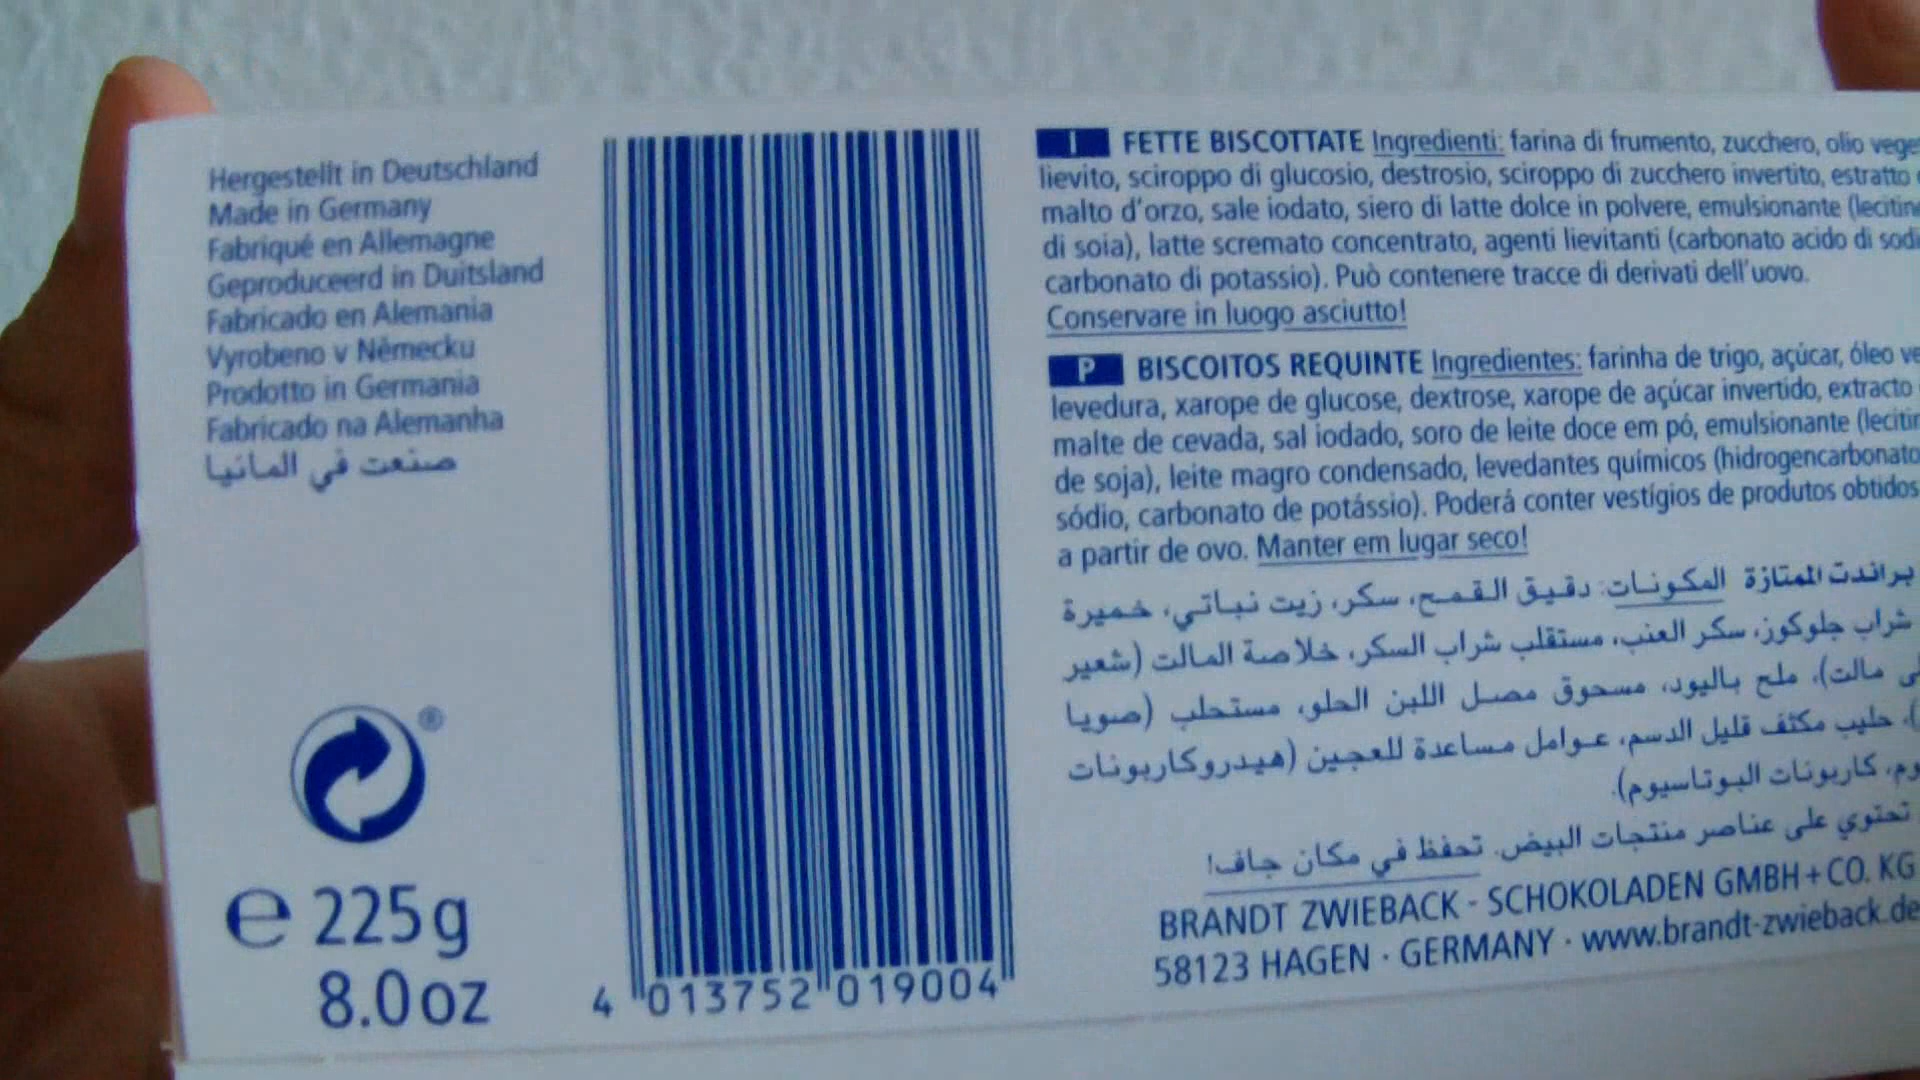 Hergestellt in Deutschland
Made in Germany
Fabriqué en Allemagne
Geproduceerd in Duitsland
Fabricado en Alemania
Vyrobeno v Německu
Prodotto in Germania
Fabricado na Alemanha
صنعت في المانيا
®
e 225g
8.0oz
4 013752 019004
I FETTE BISCOTTATE Ingredienti: farina di frumento, zucchero, olio
lievito, sciroppo di glucosio, destrosio, sciroppo di zucchero invertito, estratto
malto d'orzo, sale iodato, siero di latte dolce in polvere, emulsionante
di soia), latte scremato concentrato, agenti lievitanti (carbonato acido di
carbonato di potassio). Può contenere tracce di derivati dell'uovo.
Conservare in luogo asciutto!
P BISCOITOS REQUINTE Ingredientes: farinha de trigo, açúcar, óleo
levedura, xarope de glucose, dextrose, xarope de açúcar invertido, extracto
malte de cevada, sal iodado, soro de leite doce em pó, emulsionante
de soja), leite magro condensado, levedantes químicos (hidrogencarbonato
sódio, carbonato de potássio). Poderá conter vestígios de produtos obtidos
a partir de ovo. Manter em lugar seco!
براندت الممتازة المكونات: دقيق القمح، سكر، زيت نباتي، خميرة
شراب جلوكوز، سكر العنب، مستقلب شراب السكر، خلاصة المالت (شعير
مالت)، ملح باليود، مسحوق مصل اللبن الحلو، مستحلب (صويا
)، حليب مكثف قليل الدسم، عوامل مساعدة للعجين (هيدروكاربونات
كاربونات البوتاسيوم).
تحتوي على عناصر منتجات البيض. تحفظ في مكان جاف!
BRANDT ZWIEBACK - SCHOKOLADEN GMBH + CO. KG
58123 HAGEN · GERMANY · www.brandt-zwieback.de